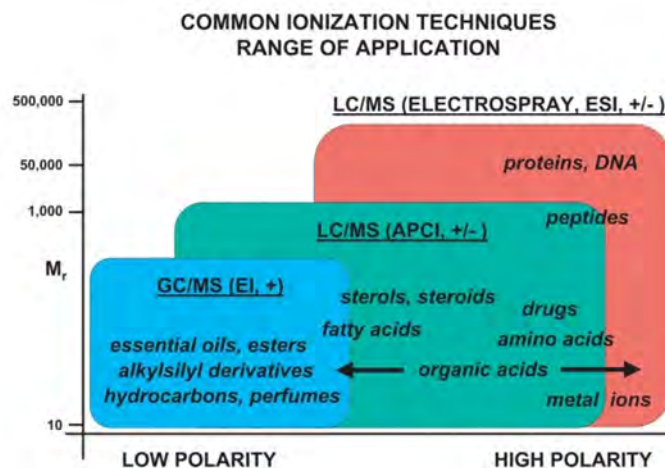 COMMON IONIZATION TECHNIQUES
RANGE OF APPLICATION
500,000
LC/MS (ELECTROSPRAY, ESI, +/- )
50,000
proteins, DNA
1,000
peptides
LC/MS (APCI, +/-)
Mr
GC/MS (EI, +)
sterols, steroids
drugs
fatty acids
amino acids
essential oils, esters
alkylsilyl derivatives
organic acids
hydrocarbons, perfumes
metal ions
10
LOW POLARITY
HIGH POLARITY